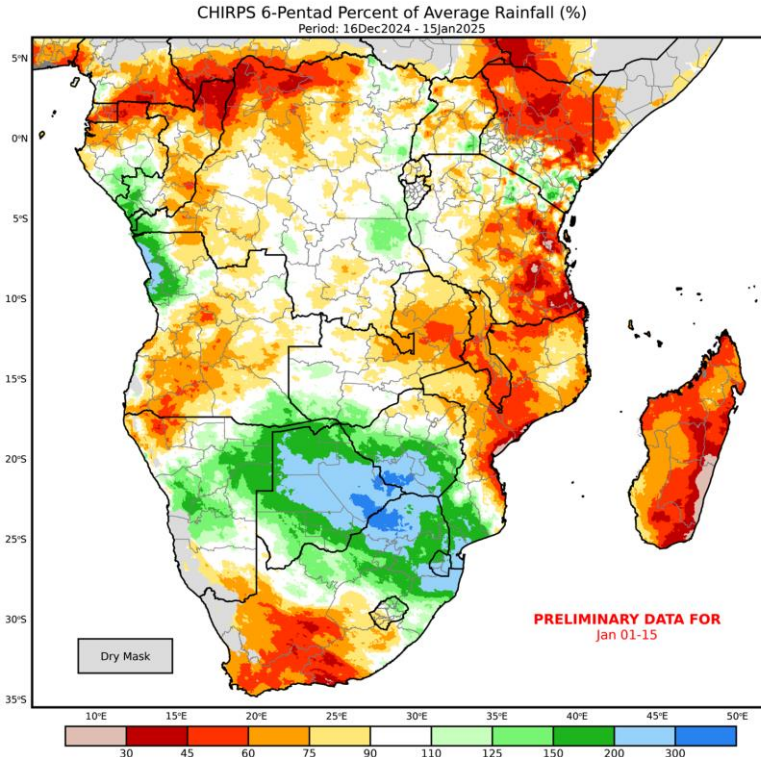 CHIRPS 6-Pentad Percent of Average Rainfall (%)
Period: 16Dec2024 - 15Jan2025
5°N
0°N
5°S
10°S
15°S
20°S
25°S
30°S
35°S
PRELIMINARY DATA FOR
Jan 01-15
Dry Mask
10°E 15°E 20°E 25°E 30°E 35°E 40°E 45°E 50°E
30 45 60 75 90 110 125 150 200 300